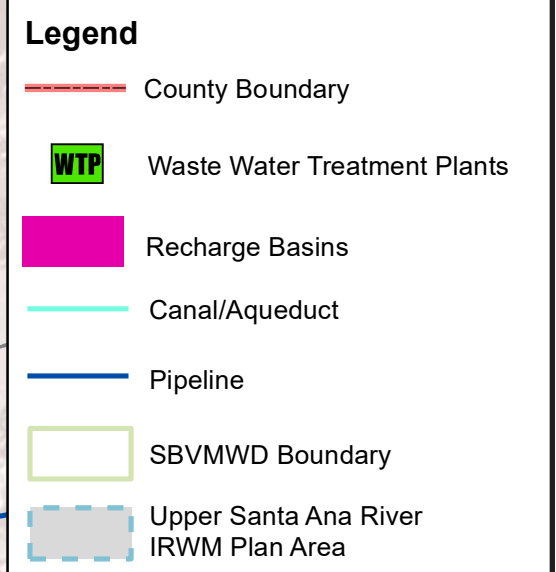 Legend
County Boundary
WTP Waste Water Treatment Plants
Recharge Basins
Canal/Aqueduct
Pipeline
SBVMWD Boundary
Upper Santa Ana River
IRWM Plan Area